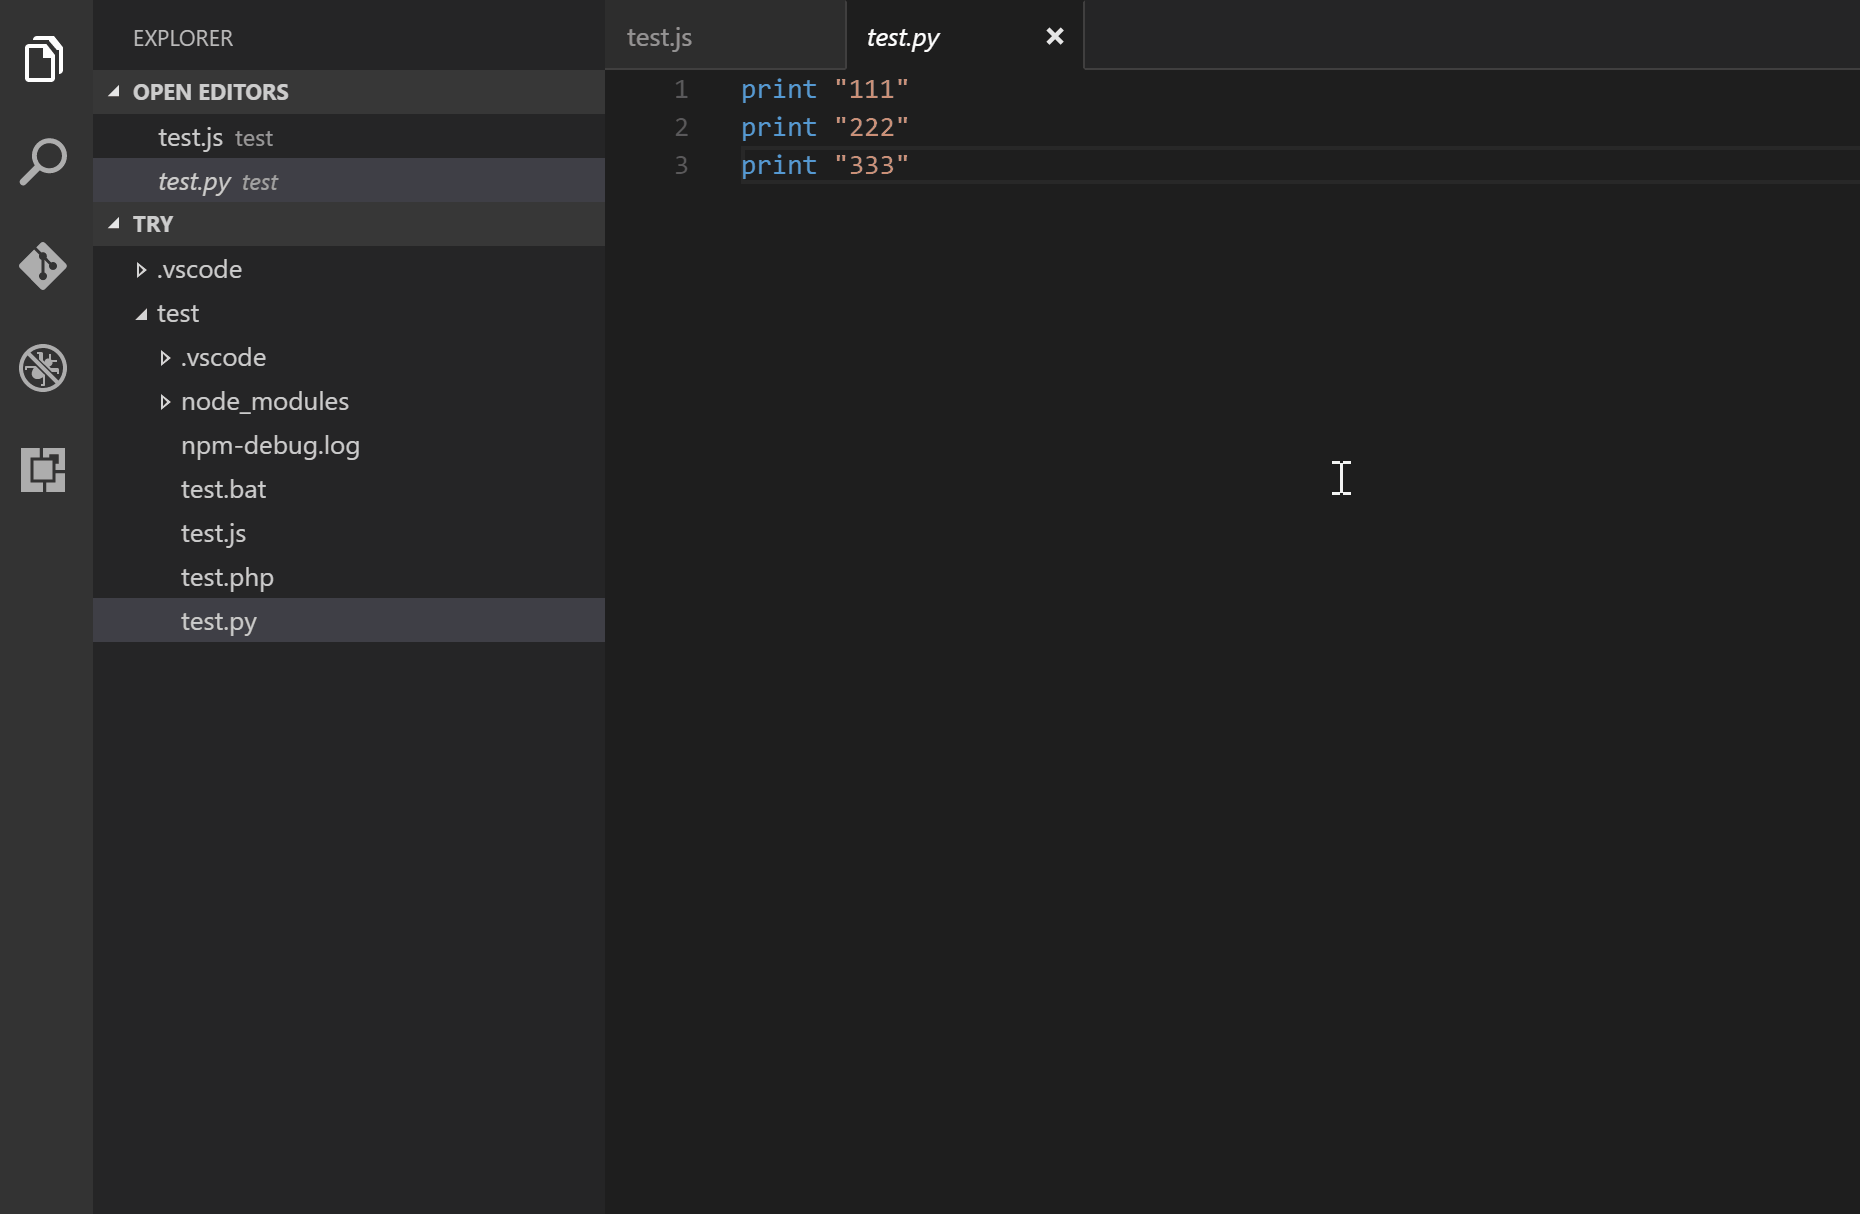 EXPLORER
OPEN EDITORS
test.js test
test.py test
TRY
.vscode
test
.vscode
node_modules
npm-debug.log
test.bat
test.js
test.php
test.py
test.js
test.py
1 print "111"
2 print "222"
3 print "333"